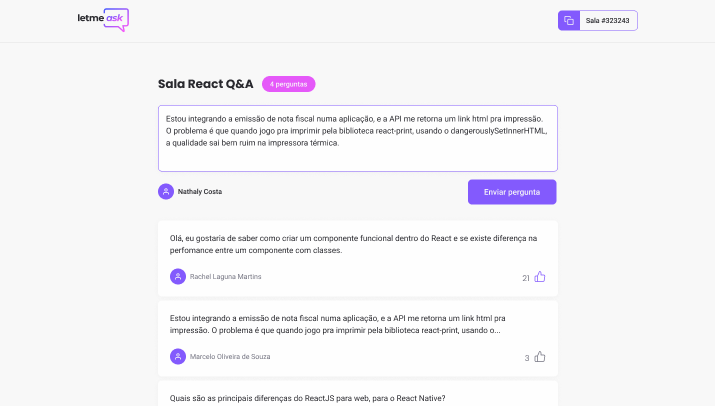 letme ask
Sala #323243
Sala React Q&A
4 perguntas
Estou integrando a emissão de nota fiscal numa aplicação, e a API me retorna um link html pra impressão.
O problema é que quando jogo pra imprimir pela biblioteca react-print, usando o dangerouslySetInnerHTML,
a qualidade sai bem ruim na impressora térmica.
Nathaly Costa
Enviar pergunta
Olá, eu gostaria de saber como criar um componente funcional dentro do React e se existe diferença na
perfomance entre um componente com classes.
Rachel Laguna Martins
21
Estou integrando a emissão de nota fiscal numa aplicação, e a API me retorna um link html pra
impressão. O problema é que quando jogo pra imprimir pela biblioteca react-print, usando o...
Marcelo Oliveira de Souza
3
Quais são as principais diferenças do ReactJS para web, para o React Native?